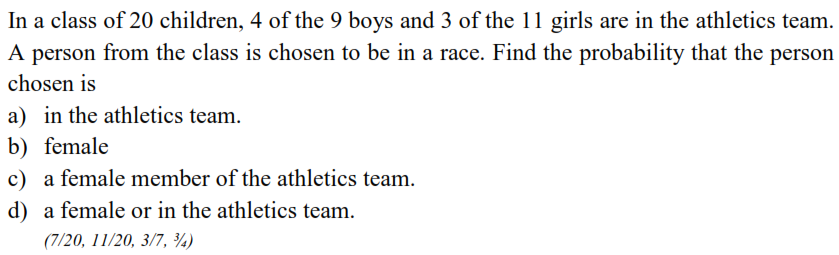 In a class of 20 children, 4 of the 9 boys and 3 of the 11 girls are in the athletics team.
A person from the class is chosen to be in a race. Find the probability that the person
chosen is
a) in the athletics team.
b) female
c) a female member of the athletics team.
d) a female or in the athletics team.
(7/20, 11/20, 3/7, ¾)